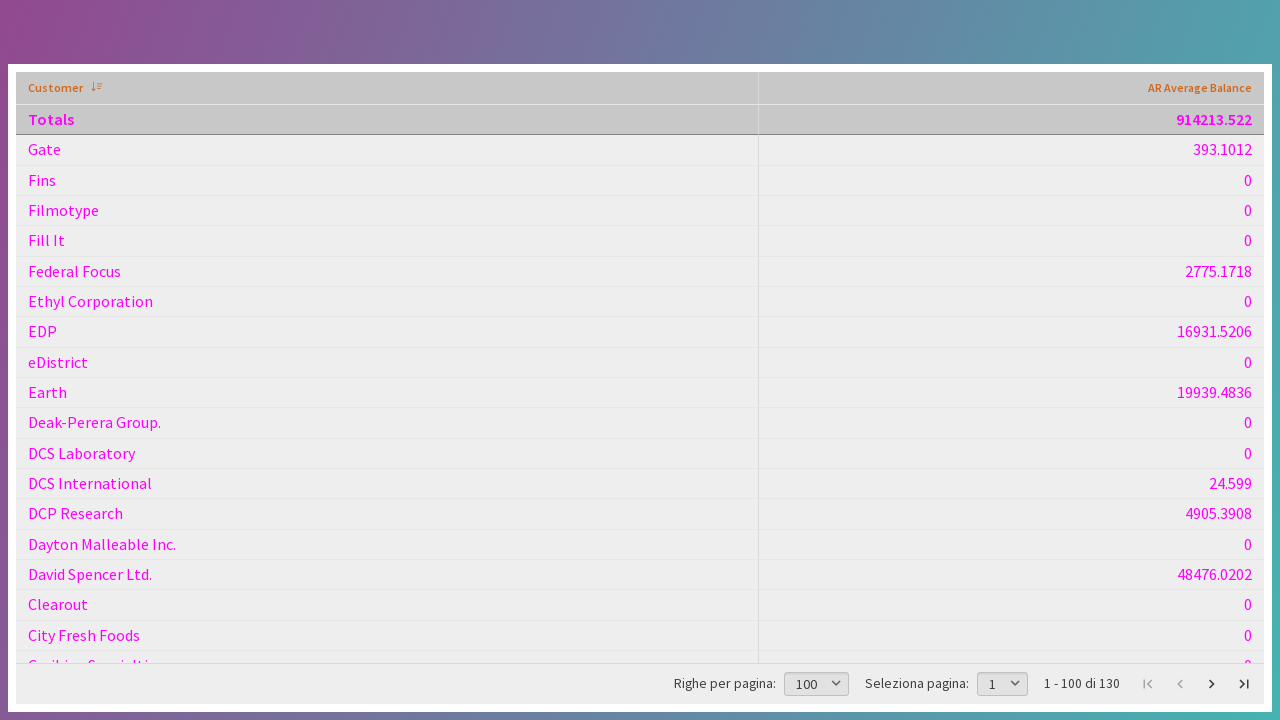 Customer AR Average Balance
Totals 914213.522
Gate 393.1012
Fins 0
Filmotype 0
Fill It 0
Federal Focus 2775.1718
Ethyl Corporation 0
EDP 16931.5206
eDistrict 0
Earth 19939.4836
Deak-Perera Group. 0
DCS Laboratory 0
DCS International 24.599
DCP Research 4905.3908
Dayton Malleable Inc. 0
David Spencer Ltd. 48476.0202
Clearout 0
City Fresh Foods 0
Righe per pagina: 100 Seleziona pagina: 1 1 - 100 di 130